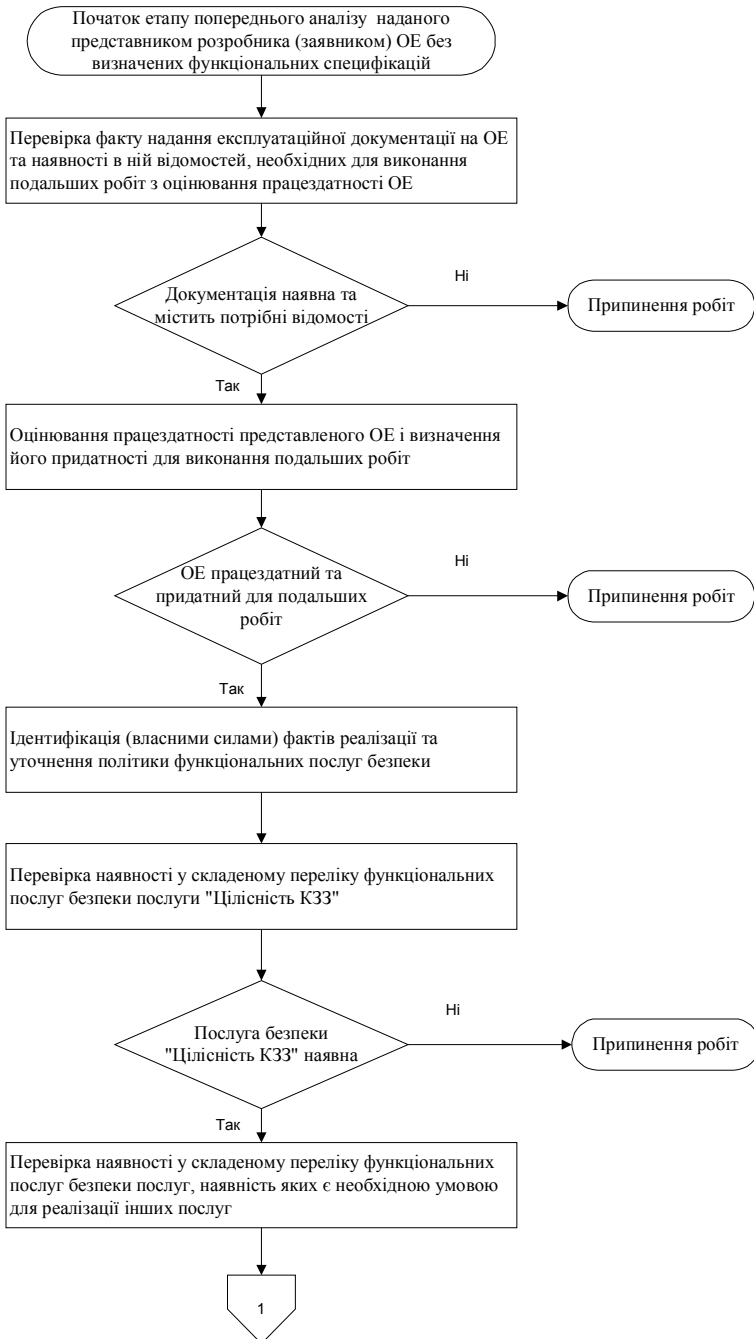 Початок етапу попереднього аналізу наданого
представником розробника (заявником) ОЕ без
визначених функціональних специфікацій
Перевірка факту надання експлуатаційної документації на ОЕ
та наявності в ній відомостей, необхідних для виконання
подальших робіт з оцінювання працездатності ОЕ
Документація наявна та
містить потрібні відомості
Ні
Припинення робіт
Так
Оцінювання працездатності представленого ОЕ і визначення
його придатності для виконання подальших робіт
ОЕ працездатний та
придатний для подальших
робіт
Ні
Припинення робіт
Так
Ідентифікація (власними силами) фактів реалізації та
уточнення політики функціональних послуг безпеки
Перевірка наявності у складеному переліку функціональних
послуг безпеки послуги "Цілісність КЗЗ"
Послуга безпеки
"Цілісність КЗЗ" наявна
Ні
Припинення робіт
Так
Перевірка наявності у складеному переліку функціональних
послуг безпеки послуг, наявність яких є необхідною умовою
для реалізації інших послуг
1